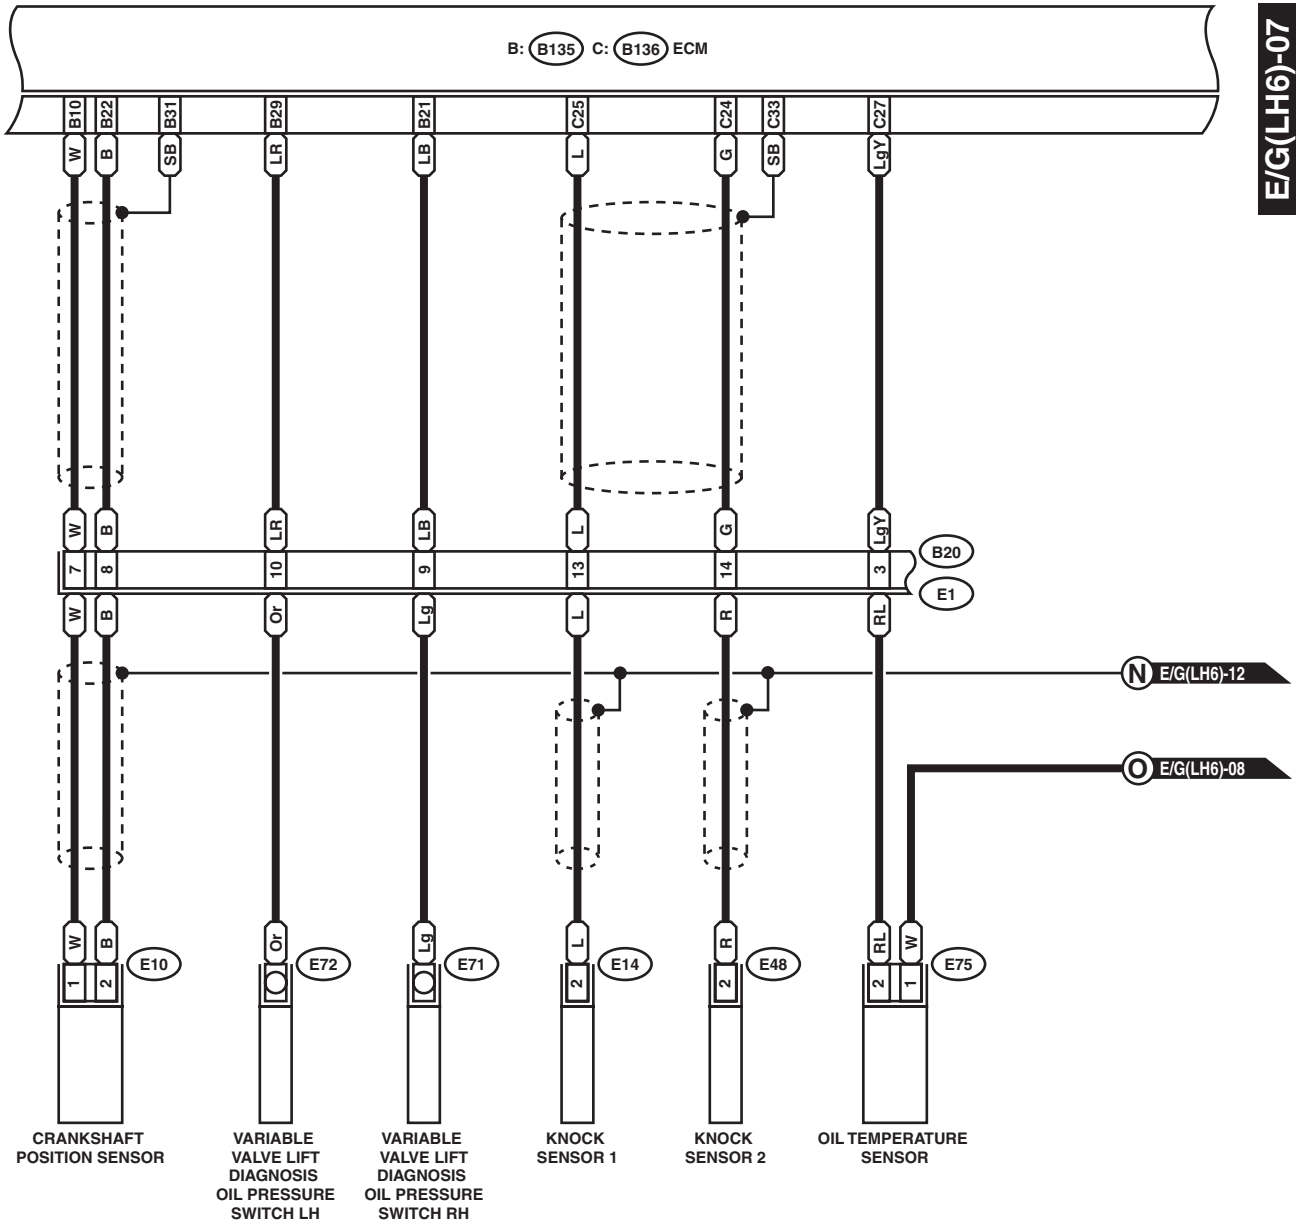 E/G(LH6)-07
B: B135 C: B136 ECM
B10 B22 B31 B29 B21 C25 C24 C33 C27
W B SB LR LB L G SB LgY
W B LR LB L G LgY
7 8 10 9 13 14 3
B20
E1
W B Or Lg L R RL
N E/G(LH6)-12
O E/G(LH6)-08
W B Or Lg L R RL W
1 2 E10 E72 E71 2 E14 2 E48 2 1 E75
CRANKSHAFT
POSITION SENSOR
VARIABLE
VALVE LIFT
DIAGNOSIS
OIL PRESSURE
SWITCH LH
VARIABLE
VALVE LIFT
DIAGNOSIS
OIL PRESSURE
SWITCH RH
KNOCK
SENSOR 1
KNOCK
SENSOR 2
OIL TEMPERATURE
SENSOR